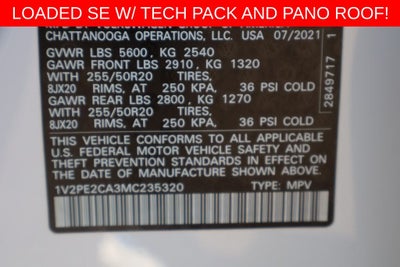 LOADED SE W/ TECH PACK AND PANO ROOF!
CHATTANOOGA OPERATIONS, LLC. USA 07/2021
GVWR LBS 5600, KG 2540
GAWR FRONT LBS 2910, KG 1320
WITH 255/50R20 TIRES,
8JX20 RIMS, AT 250 KPA, 36 PSI COLD
GAWR REAR LBS 2800, KG 1270
WITH 255/50R20 TIRES,
8JX20 RIMS, AT 250 KPA, 36 PSI COLD
THIS VEHICLE CONFORMS TO ALL APPLICABLE
U.S. FEDERAL MOTOR VEHICLE SAFETY AND
THEFT PREVENTION STANDARDS IN EFFECT ON
THE DATE OF MANUFACTURE SHOWN ABOVE.
1V2PE2CA3MC235320 TYPE: MPV
2849717 1